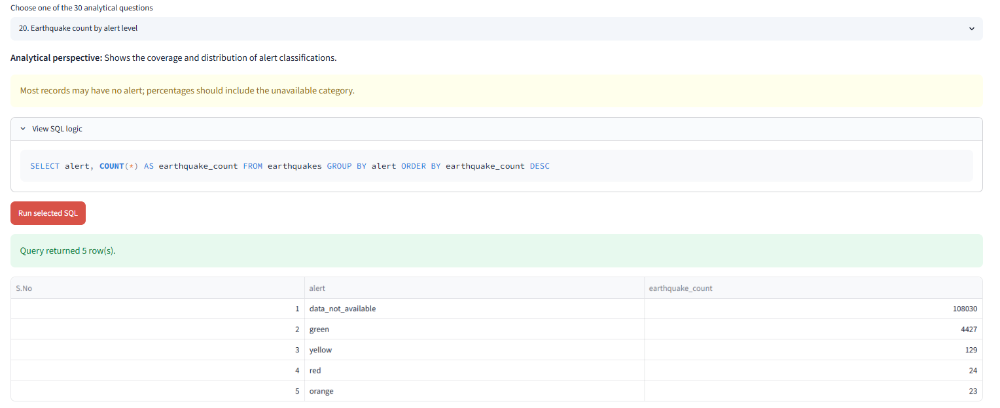 Choose one of the 30 analytical questions
20. Earthquake count by alert level
Analytical perspective: Shows the coverage and distribution of alert classifications.
Most records may have no alert; percentages should include the unavailable category.
View SQL logic
SELECT alert, COUNT(*) AS earthquake_count FROM earthquakes GROUP BY alert ORDER BY earthquake_count DESC
Run selected SQL
Query returned 5 row(s).
S.No alert earthquake_count
1 data_not_available 108030
2 green 4427
3 yellow 129
4 red 24
5 orange 23